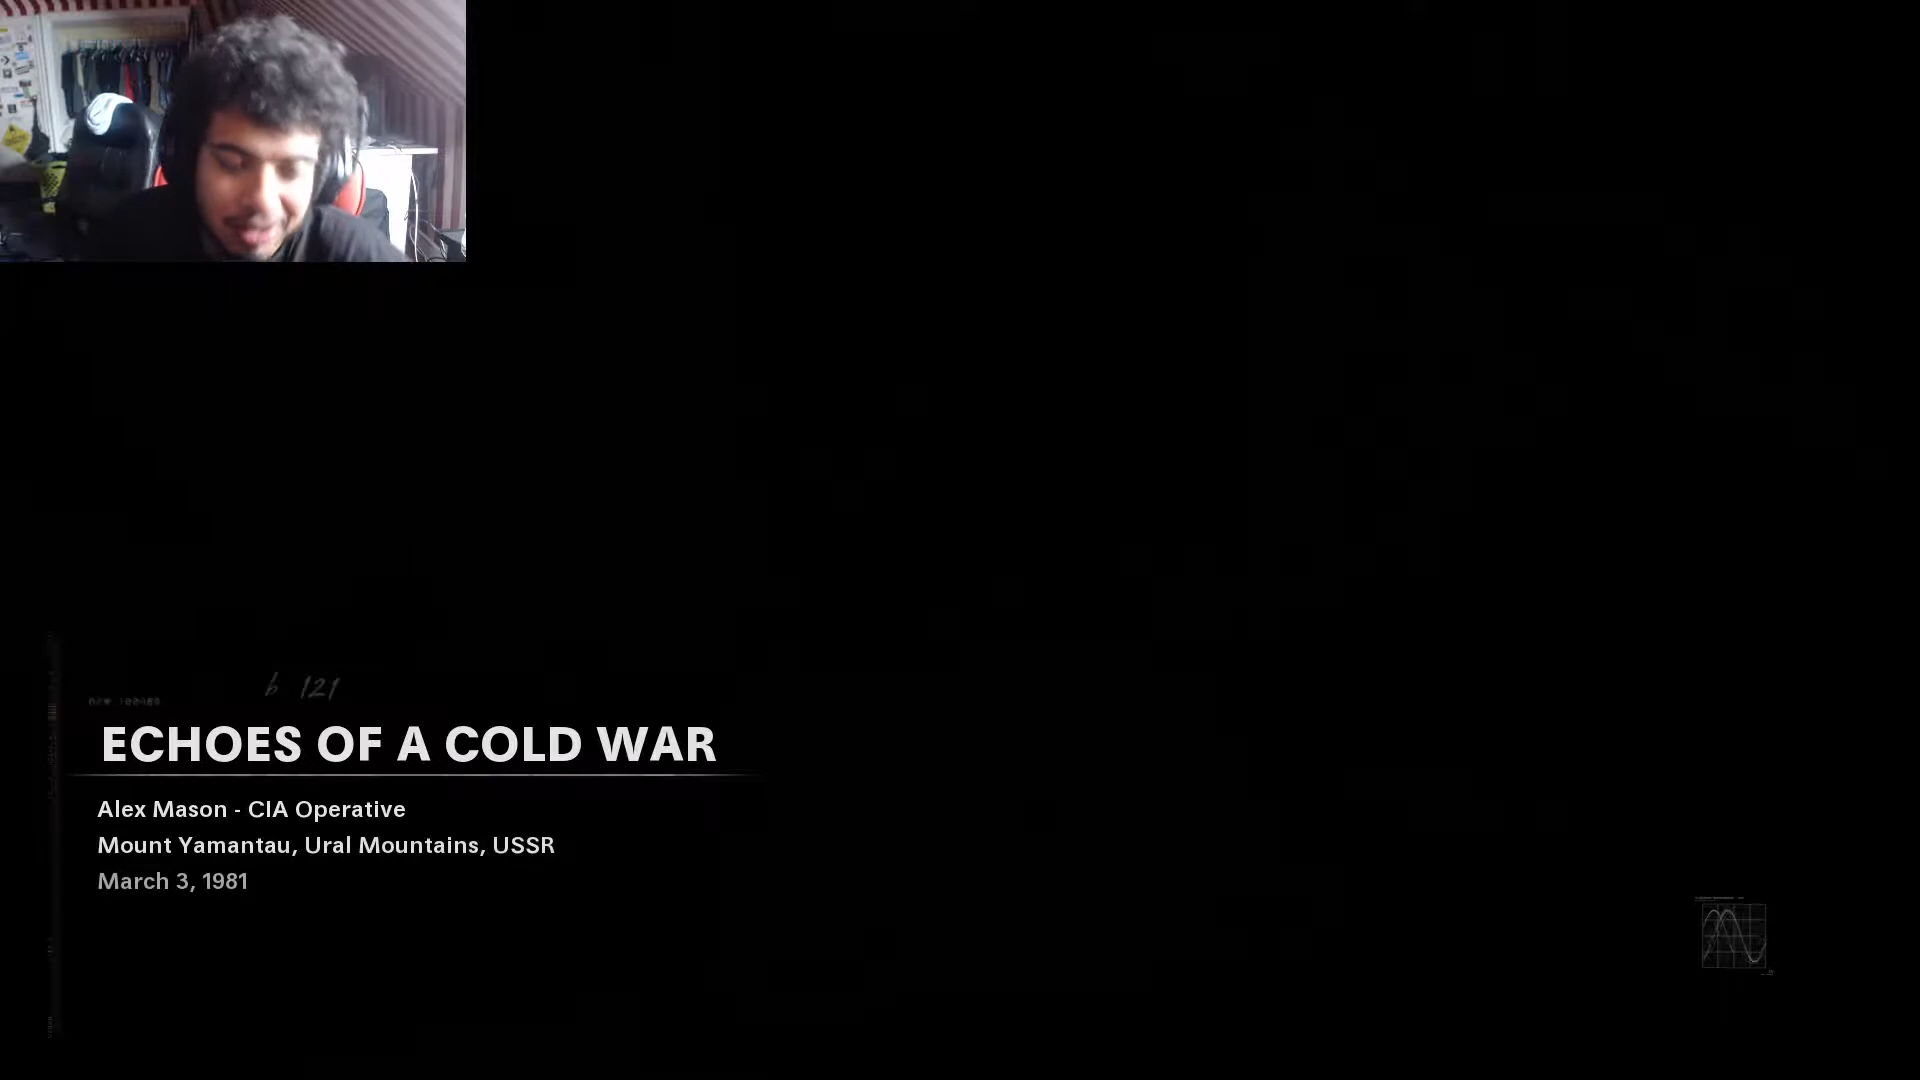 b 121
ECHOES OF A COLD WAR
Alex Mason - CIA Operative
Mount Yamantau, Ural Mountains, USSR
March 3, 1981